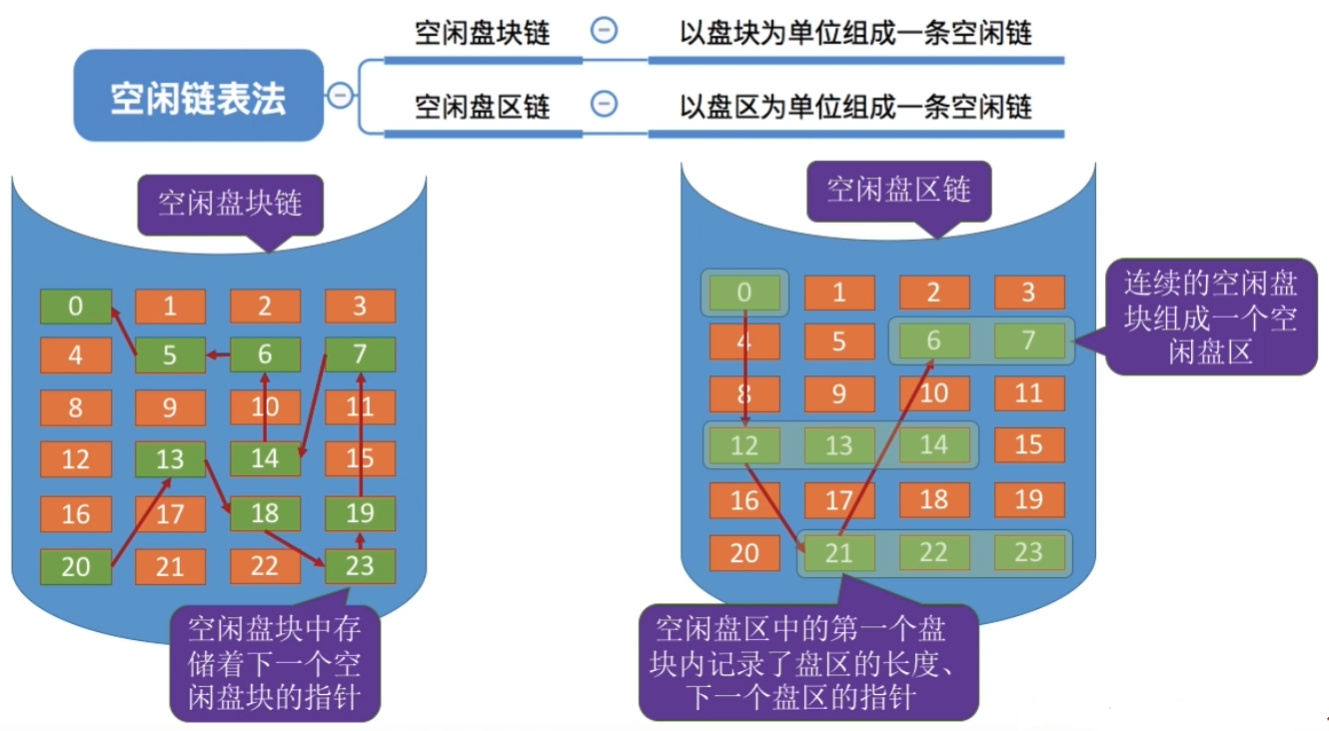 空闲链表法
空闲盘块链
以盘块为单位组成一条空闲链
空闲盘区链
以盘区为单位组成一条空闲链
空闲盘块链
0 1 2 3
4 5 6 7
8 9 10 11
12 13 14 15
16 17 18 19
20 21 22 23
空闲盘块中存
储着下一个空
闲盘块的指针
空闲盘区链
0 1 2 3
4 5 6 7
8 9 10 11
12 13 14 15
16 17 18 19
20 21 22 23
连续的空闲盘
块组成一个空
闲盘区
空闲盘区中的第一个盘
块内记录了盘区的长度、
下一个盘区的指针